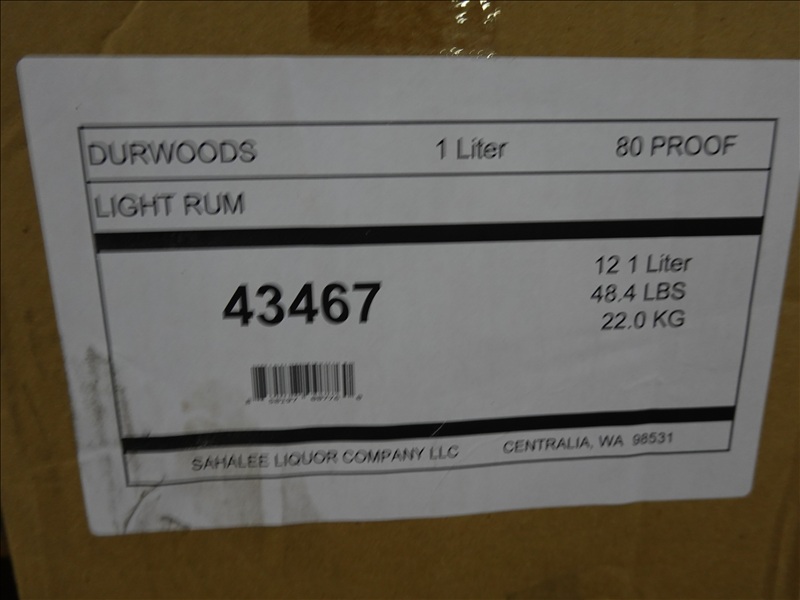 DURWOODS 1 Liter 80 PROOF
LIGHT RUM
43467
12 1 Liter
48.4 LBS
22.0 KG
SAHALEE LIQUOR COMPANY LLC CENTRALIA, WA 98531